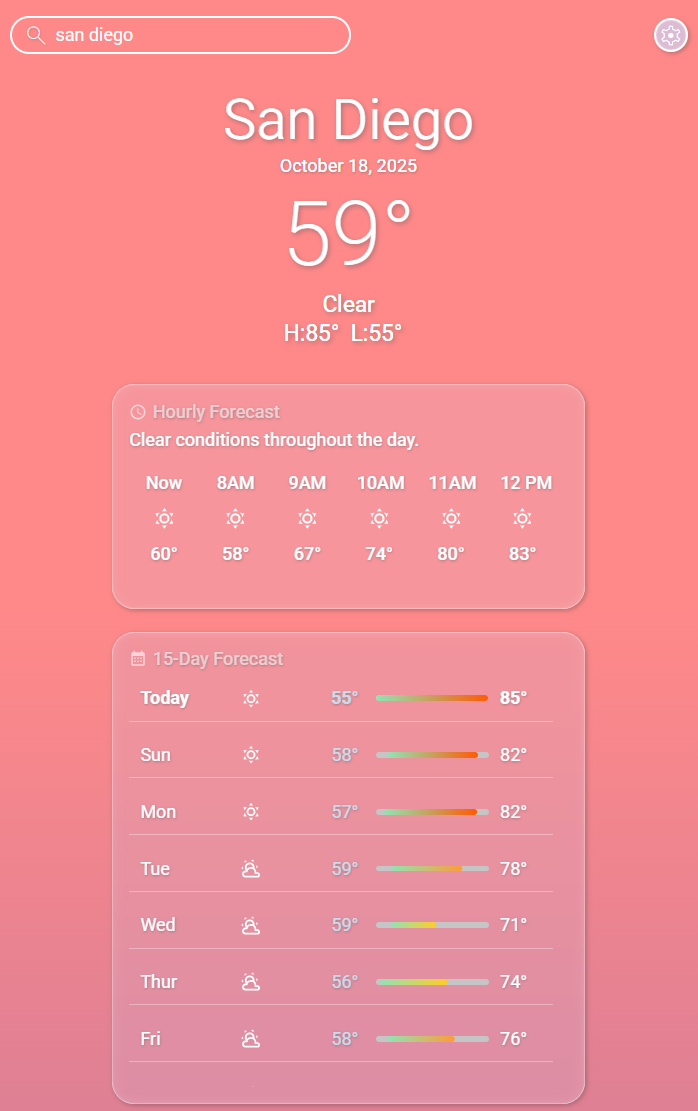 san diego
San Diego
October 18, 2025
59°
Clear
H:85° L:55°
Hourly Forecast
Clear conditions throughout the day.
Now 8AM 9AM 10AM 11AM 12 PM
60° 58° 67° 74° 80° 83°
15-Day Forecast
Today 55° 85°
Sun 58° 82°
Mon 57° 82°
Tue 59° 78°
Wed 59° 71°
Thur 56° 74°
Fri 58° 76°